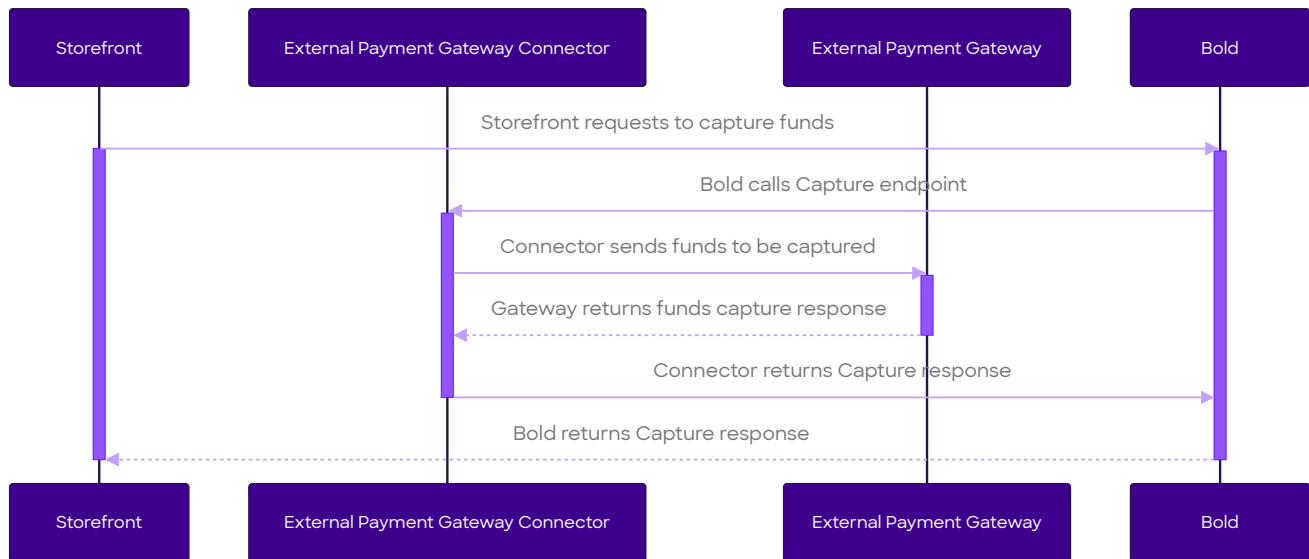 Storefront
External Payment Gateway Connector
External Payment Gateway
Bold
Storefront requests to capture funds
Bold calls Capture endpoint
Connector sends funds to be captured
Gateway returns funds capture response
Connector returns Capture response
Bold returns Capture response
Storefront
External Payment Gateway Connector
External Payment Gateway
Bold